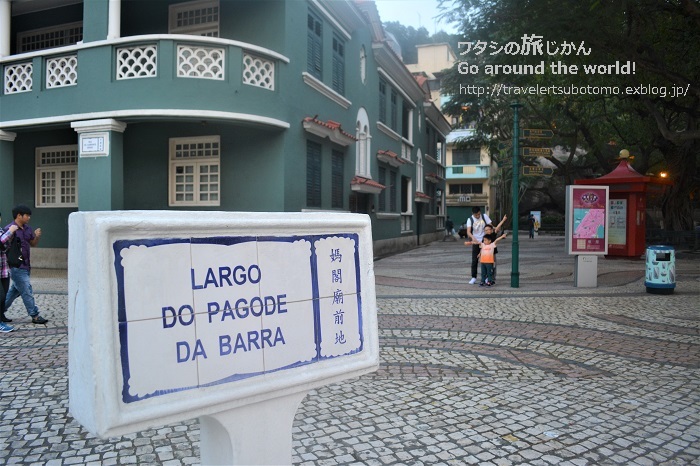 ワタシの旅じかん
Go around the world!
http://travelertsubotomo.exblog.jp/
LARGO
DO PAGODE
DA BARRA
媽閣廟前地